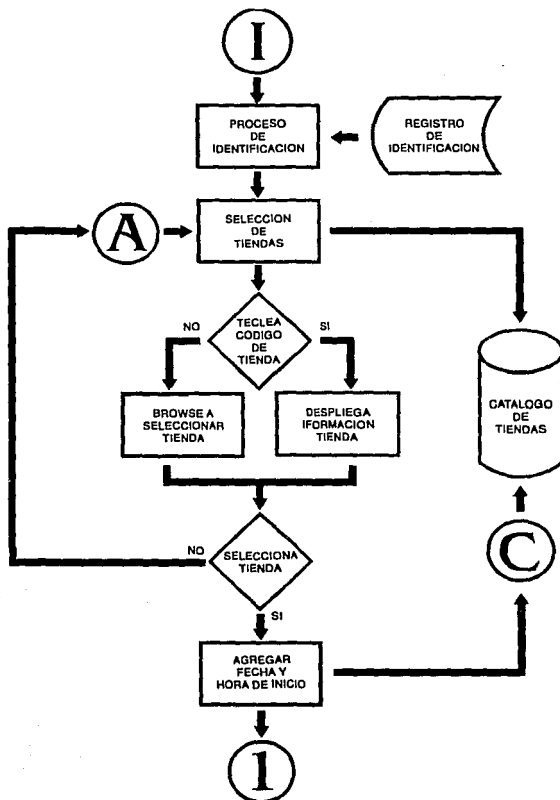 I
PROCESO
DE
IDENTIFICACION
REGISTRO
DE
IDENTIFICACION
A
SELECCION
DE
TIENDAS
NO
TECLEA
CODIGO
DE
TIENDA
SI
BROWSE A
SELECCIONAR
TIENDA
DESPLIEGA
IFORMACION
TIENDA
CATALOGO
DE
TIENDAS
NO
SELECCIONA
TIENDA
C
SI
AGREGAR
FECHA Y
HORA DE INICIO
1